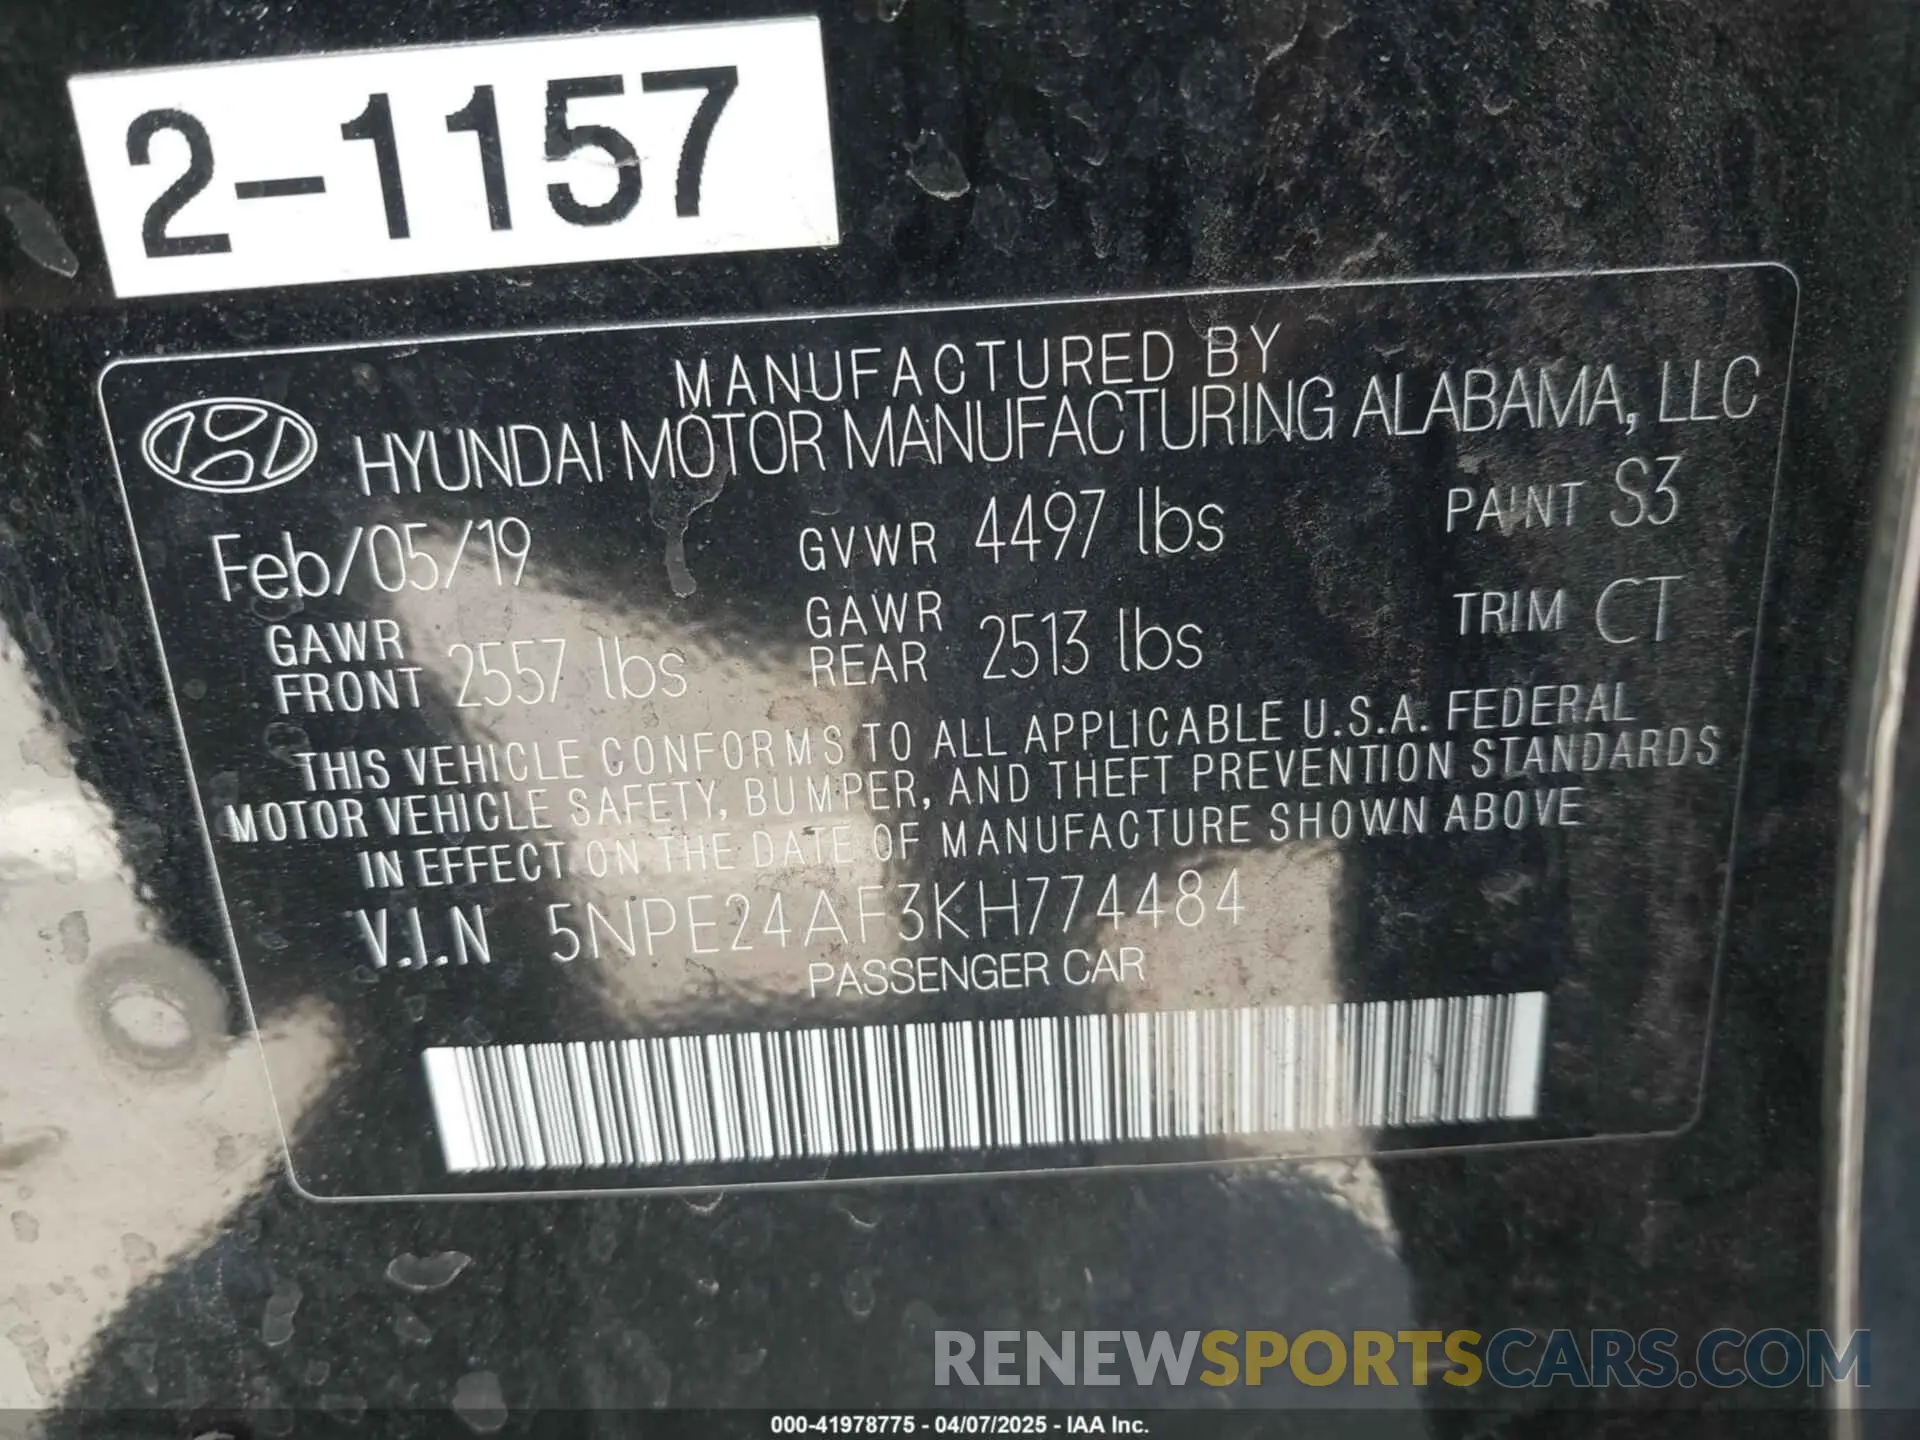 2-1157
MANUFACTURED BY
HYUNDAI MOTOR MANUFACTURING ALABAMA, LLC
Feb/05/19 GVWR 4497 lbs PAINT S3
GAWR FRONT 2557 lbs GAWR REAR 2513 lbs TRIM CT
THIS VEHICLE CONFORMS TO ALL APPLICABLE U.S.A. FEDERAL
MOTOR VEHICLE SAFETY, BUMPER, AND THEFT PREVENTION STANDARDS
IN EFFECT ON THE DATE OF MANUFACTURE SHOWN ABOVE
V.I.N 5NPE24AF3KH774484
PASSENGER CAR
RENEWSPORTSCARS.COM
000-41978775 - 04/07/2025 - IAA Inc.